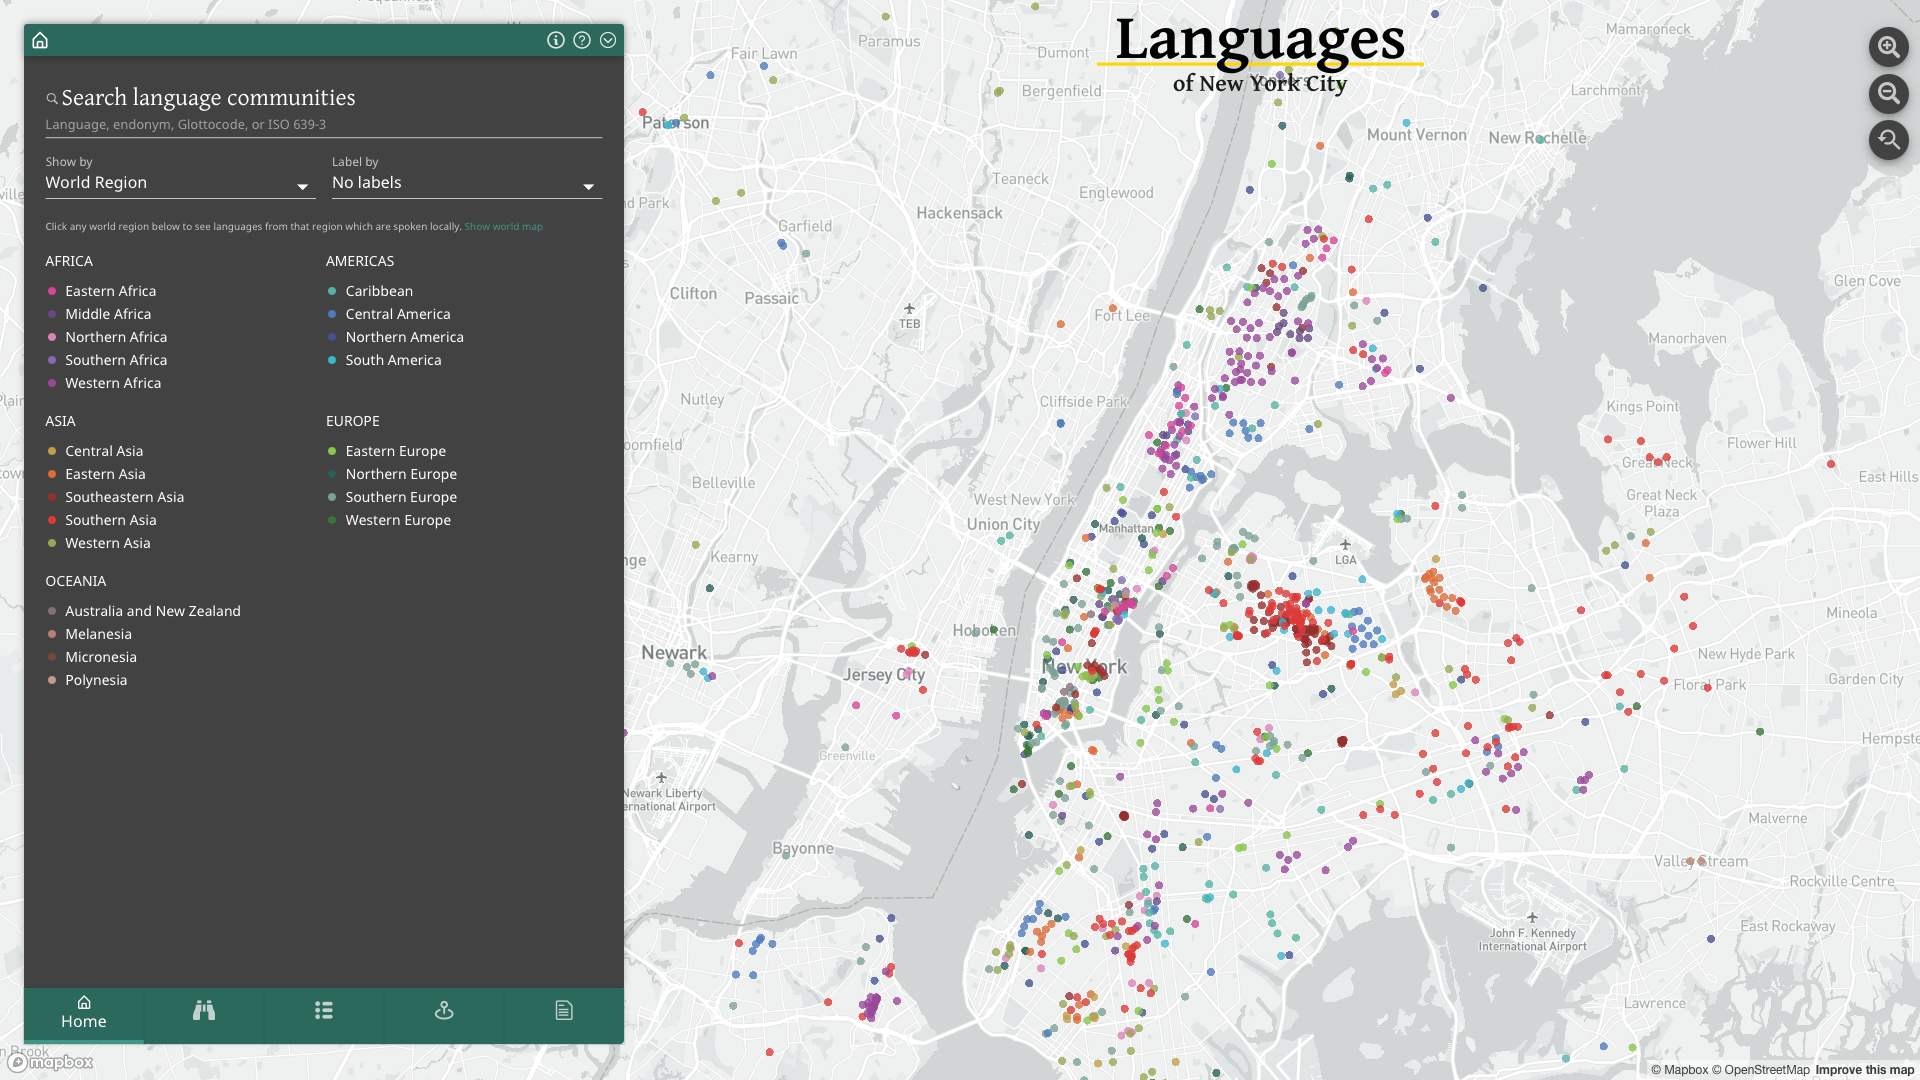 Languages
of New York City
Search language communities
Language, endonym, Glottocode, or ISO 639-3
Show by
World Region
Label by
No labels
Click any world region below to see languages from that region which are spoken locally. Show world map
AFRICA
Eastern Africa
Middle Africa
Northern Africa
Southern Africa
Western Africa
AMERICAS
Caribbean
Central America
Northern America
South America
ASIA
Central Asia
Eastern Asia
Southeastern Asia
Southern Asia
Western Asia
EUROPE
Eastern Europe
Northern Europe
Southern Europe
Western Europe
OCEANIA
Australia and New Zealand
Melanesia
Micronesia
Polynesia
Home
mapbox
Fair Lawn
Paramus
Dumont
Bergenfield
Paterson
Teaneck
Englewood
Hackensack
Garfield
Clifton
Passaic
TEB
Fort Lee
Nutley
Cliffside Park
Belleville
West New York
Union City
Kearny
Manhattan
Hoboken
Newark
Jersey City
New York
Greenville
Newark Liberty
Bayonne
Mamaroneck
Larchmont
Mount Vernon
New Rochelle
Glen Cove
Manorhaven
Kings Point
Flower Hill
Great Neck
East Hills
Great Neck
Plaza
LGA
Mineola
New Hyde Park
Floral Park
Garden City
Malverne
Valley Stream
Rockville Centre
East Rockaway
John F. Kennedy
International Airport
Lawrence
© Mapbox © OpenStreetMap Improve this map